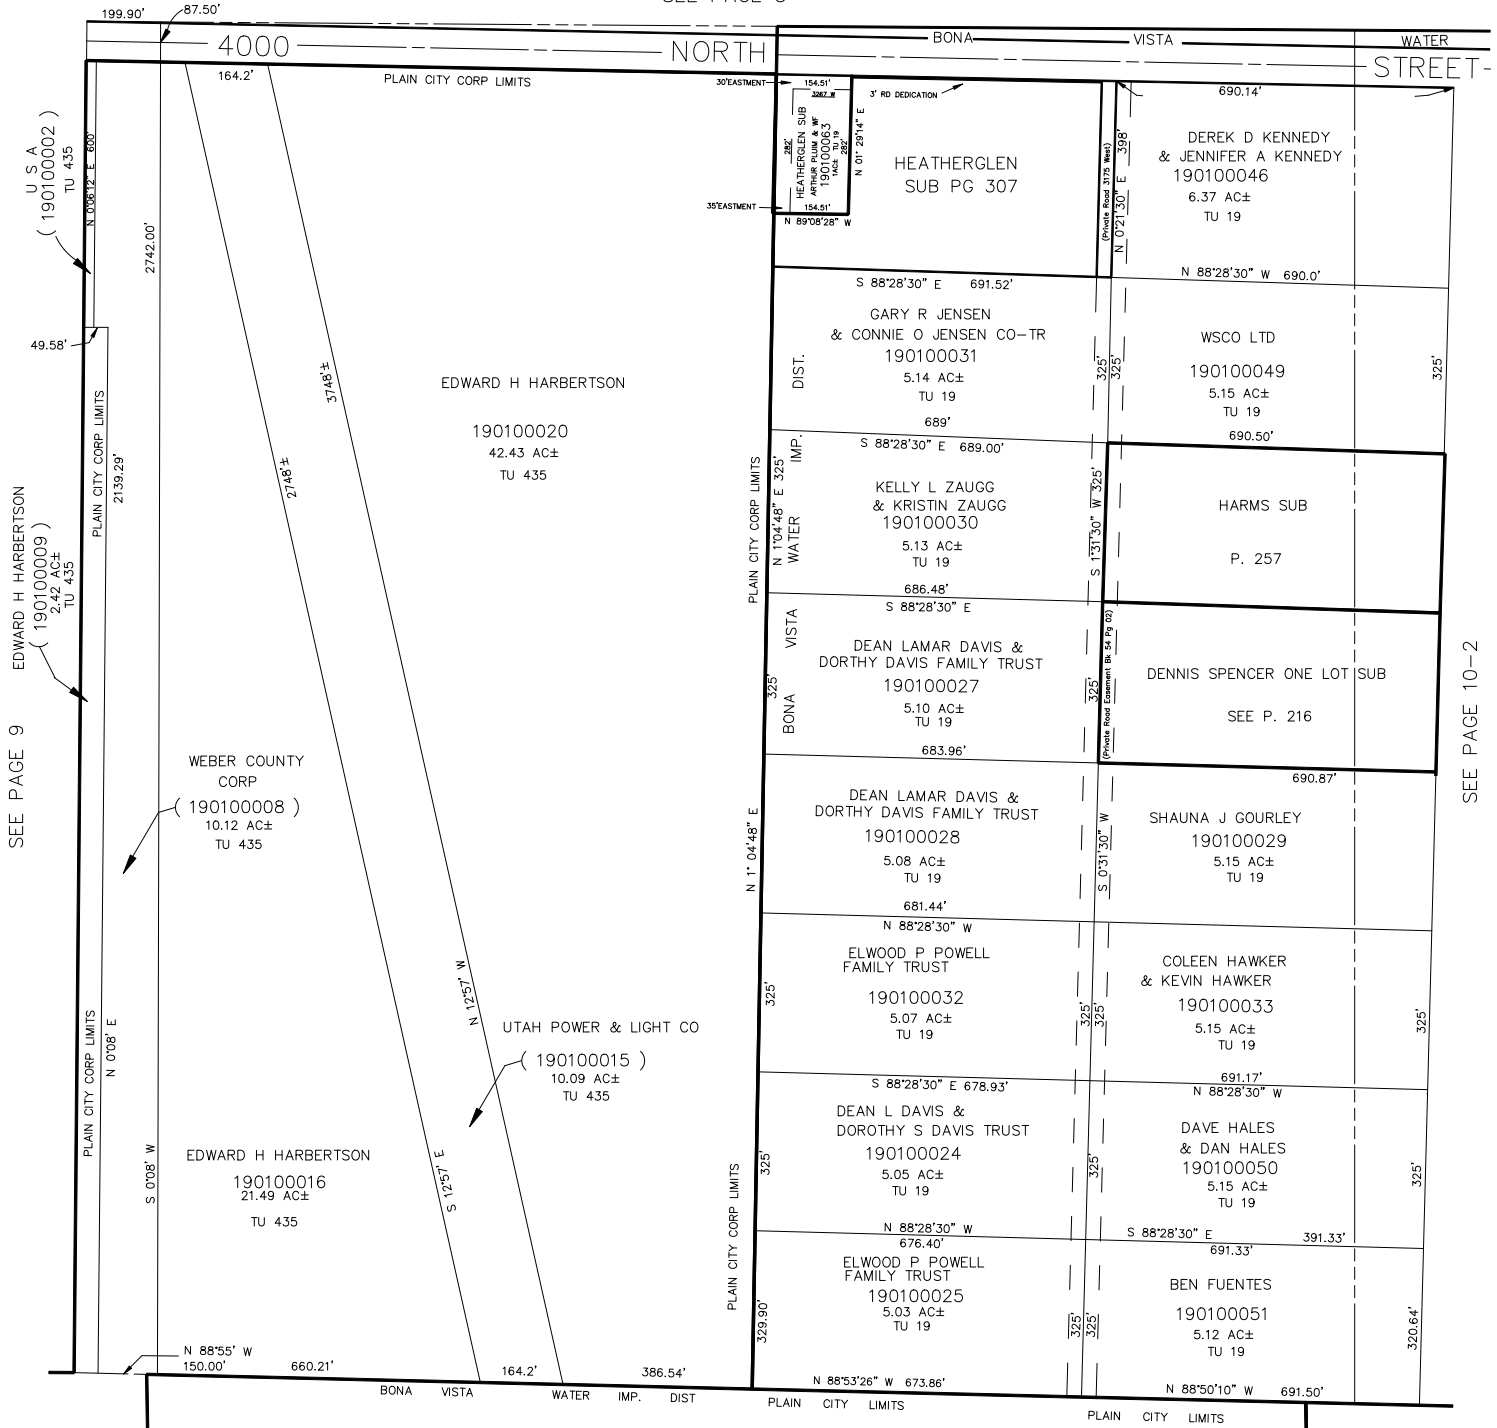 199.90'
87.50'
4000 NORTH STREET
BONA VISTA WATER
164.2'
PLAIN CITY CORP LIMITS
30'EASTMENT
154.51'
3267 W
HEATHERGLEN SUB
ARTHUR PLUIM & WF
190100063
1AC± TU 19
282'
282'
N 01° 29'14" E
35'EASTMENT
154.51'
N 89°08'28" W
3' RD DEDICATION
HEATHERGLEN
SUB PG 307
(Private Road 3175 West)
N 0°21'30" E 398'
690.14'
DEREK D KENNEDY
& JENNIFER A KENNEDY
190100046
6.37 AC±
TU 19
N 88°28'30" W 690.0'
U S A
( 190100002 )
TU 435
N 0°06'12" E 600'
2742.00'
49.58'
PLAIN CITY CORP LIMITS
2139.29'
EDWARD H HARBERTSON
( 190100009 )
2.42 AC±
TU 435
SEE PAGE 9
3748'±
2748'±
EDWARD H HARBERTSON
190100020
42.43 AC±
TU 435
S 88°28'30" E 691.52'
GARY R JENSEN
& CONNIE O JENSEN CO-TR
190100031
5.14 AC±
TU 19
689'
325'
325'
WSCO LTD
190100049
5.15 AC±
TU 19
690.50'
325'
BONA VISTA WATER IMP. DIST.
S 88°28'30" E 689.00'
PLAIN CITY CORP LIMITS
N 1°04'48" E 325'
KELLY L ZAUGG
& KRISTIN ZAUGG
190100030
5.13 AC±
TU 19
686.48'
S 1°31'30" W 325'
HARMS SUB
P. 257
S 88°28'30" E
DEAN LAMAR DAVIS &
DORTHY DAVIS FAMILY TRUST
190100027
5.10 AC±
TU 19
683.96'
325'
325'
(Private Road Easement Bk 54 Pg 02)
DENNIS SPENCER ONE LOT SUB
SEE P. 216
690.87'
SEE PAGE 10-2
WEBER COUNTY
CORP
( 190100008 )
10.12 AC±
TU 435
DEAN LAMAR DAVIS &
DORTHY DAVIS FAMILY TRUST
190100028
5.08 AC±
TU 19
681.44'
N 1° 04'48" E
S 0°31'30" W
SHAUNA J GOURLEY
190100029
5.15 AC±
TU 19
N 88°28'30" W
ELWOOD P POWELL
FAMILY TRUST
190100032
5.07 AC±
TU 19
325'
325'
325'
COLEEN HAWKER
& KEVIN HAWKER
190100033
5.15 AC±
TU 19
325'
691.17'
N 88°28'30" W
PLAIN CITY CORP LIMITS
N 0°08' E
N 12°57' W
UTAH POWER & LIGHT CO
( 190100015 )
10.09 AC±
TU 435
S 88°28'30" E 678.93'
DEAN L DAVIS &
DOROTHY S DAVIS TRUST
190100024
5.05 AC±
TU 19
325'
325'
DAVE HALES
& DAN HALES
190100050
5.15 AC±
TU 19
325'
S 0°08' W
EDWARD H HARBERTSON
190100016
21.49 AC±
TU 435
S 12°57' E
PLAIN CITY CORP LIMITS
N 88°28'30" W
676.40'
S 88°28'30" E 391.33'
691.33'
ELWOOD P POWELL
FAMILY TRUST
190100025
5.03 AC±
TU 19
329.90'
325'
325'
BEN FUENTES
190100051
5.12 AC±
TU 19
320.64'
N 88°55' W
150.00'
660.21'
164.2'
386.54'
N 88°53'26" W 673.86'
N 88°50'10" W 691.50'
BONA VISTA WATER IMP. DIST
PLAIN CITY LIMITS
PLAIN CITY LIMITS